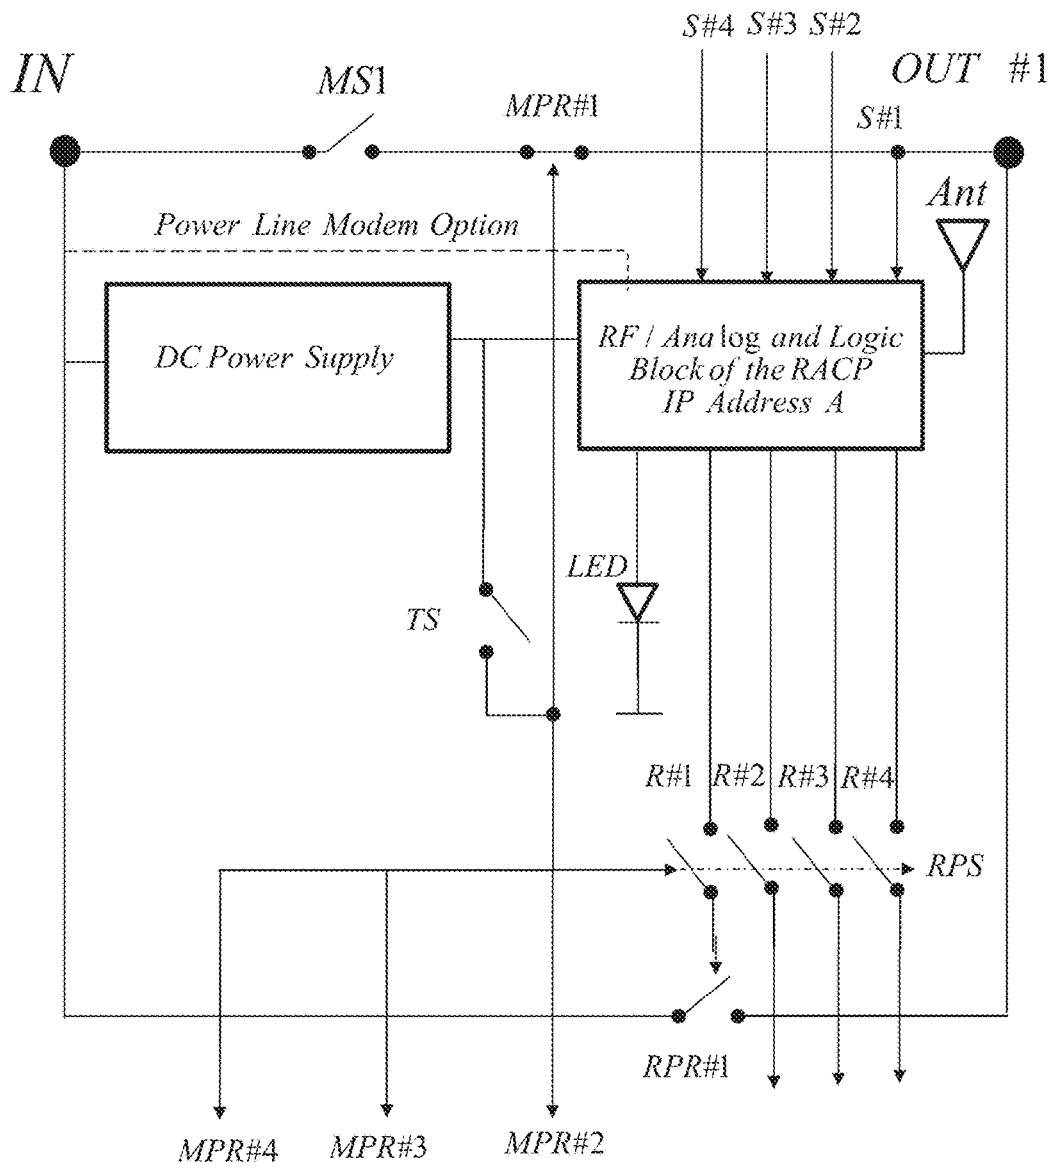 S#4 S#3 S#2
IN
MS1
OUT #1
MPR#1
S#1
Ant
Power Line Modem Option
DC Power Supply
RF / Analog and Logic
Block of the RACP
IP Address A
LED
TS
R#1 R#2 R#3 R#4
RPS
RPR#1
MPR#4 MPR#3 MPR#2